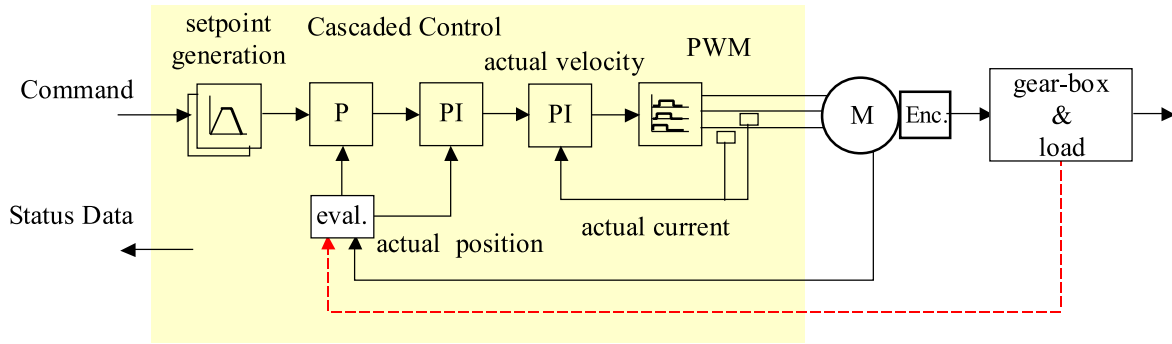 setpoint
generation
Cascaded Control
actual velocity
PWM
Command
P
PI
PI
M
Enc.
gear-box
&
load
Status Data
eval.
actual position
actual current